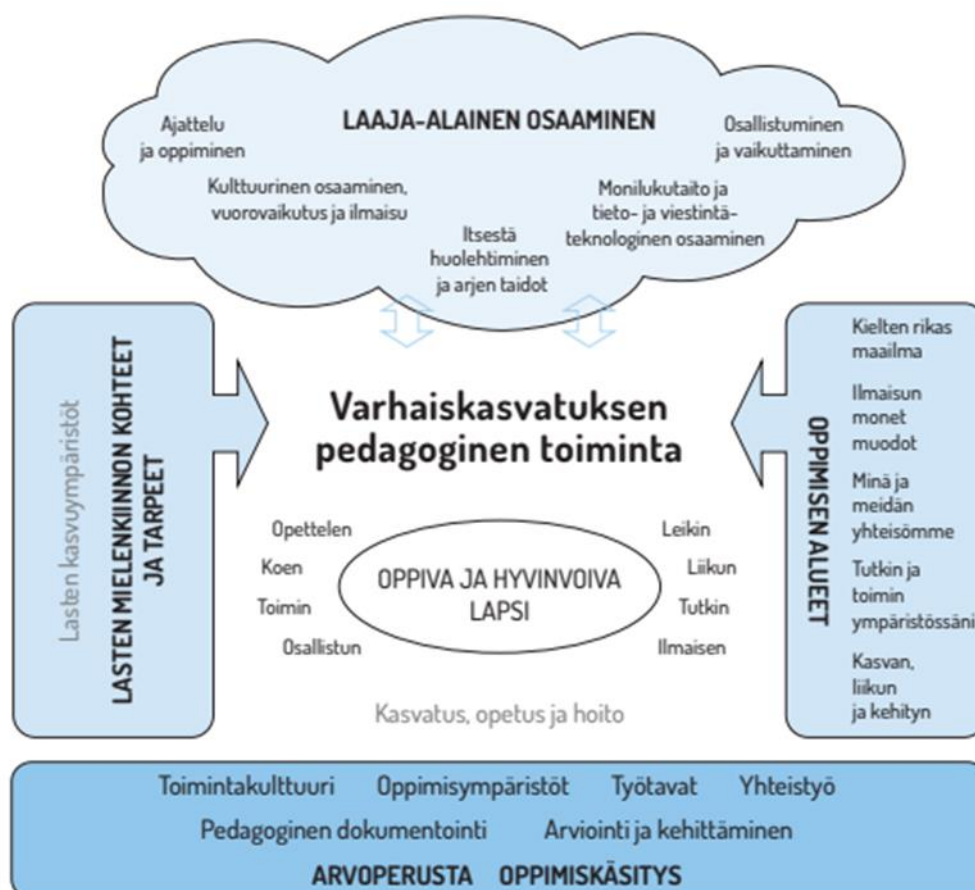 LAAJA-ALAINEN OSAAMINEN
Ajattelu
ja oppiminen
Osallistuminen
ja vaikuttaminen
Kulttuurinen osaaminen,
vuorovaikutus ja ilmaisu
Monilukutaito ja
tieto- ja viestintä-
teknologinen osaaminen
Itsestä
huolehtiminen
ja arjen taidot
Lasten kasvuympäristöt
LASTEN MIELENKIINNON KOHTEET
JA TARPEET
Varhaiskasvatuksen
pedagoginen toiminta
Opettelen
Koen
Toimin
Osallistun
OPPIVA JA HYVINVOIVA
LAPSI
Leikin
Liikun
Tutkin
Ilmaisen
Kasvatus, opetus ja hoito
OPPIMISEN ALUEET
Kielten rikas
maailma
Ilmaisun
monet
muodot
Minä ja
meidän
yhteisömme
Tutkin ja
toimin
ympäristössäni
Kasvan,
liikun
ja kehityn
Toimintakulttuuri Oppimisympäristöt Työtavat Yhteistyö
Pedagoginen dokumentointi Arviointi ja kehittäminen
ARVOPERUSTA OPPIMISKÄSITYS